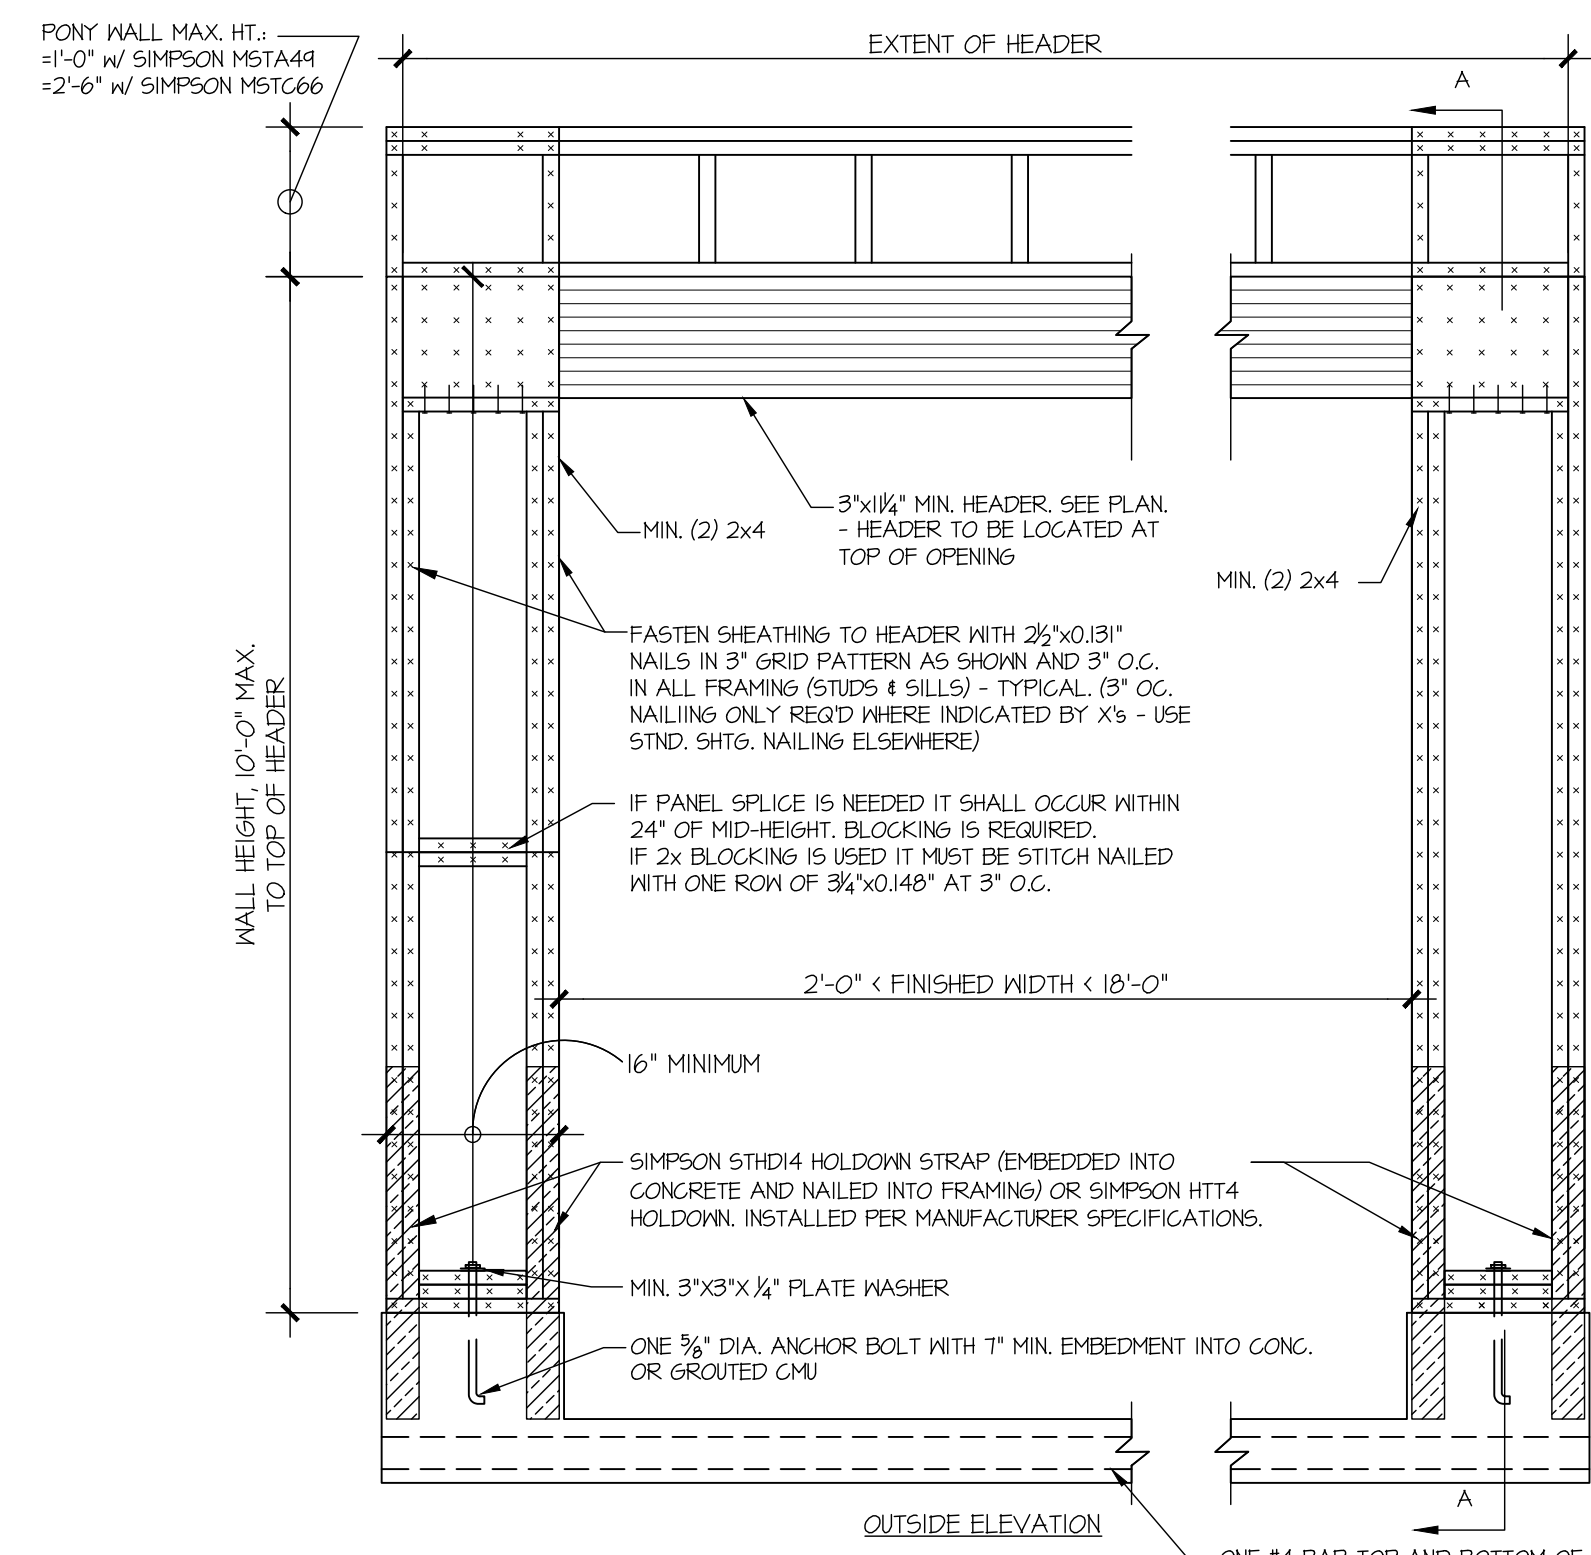 PONY WALL MAX. HT.:
=1'-0" W/ SIMPSON MSTA49
=2'-6" W/ SIMPSON MSTC66
EXTENT OF HEADER
A
WALL HEIGHT, 10'-0" MAX.
TO TOP OF HEADER
MIN. (2) 2x4
3"x11¼" MIN. HEADER. SEE PLAN.
- HEADER TO BE LOCATED AT
TOP OF OPENING
MIN. (2) 2x4
FASTEN SHEATHING TO HEADER WITH 2½"x0.131"
NAILS IN 3" GRID PATTERN AS SHOWN AND 3" O.C.
IN ALL FRAMING (STUDS & SILLS) - TYPICAL. (3" OC.
NAILIING ONLY REQ'D WHERE INDICATED BY X's - USE
STND. SHTG. NAILING ELSEWHERE)
IF PANEL SPLICE IS NEEDED IT SHALL OCCUR WITHIN
24" OF MID-HEIGHT. BLOCKING IS REQUIRED.
IF 2x BLOCKING IS USED IT MUST BE STITCH NAILED
WITH ONE ROW OF 3¼"x0.148" AT 3" O.C.
2'-0" < FINISHED WIDTH < 18'-0"
16" MINIMUM
SIMPSON STHD14 HOLDOWN STRAP (EMBEDDED INTO
CONCRETE AND NAILED INTO FRAMING) OR SIMPSON HTT4
HOLDOWN. INSTALLED PER MANUFACTURER SPECIFICATIONS.
MIN. 3"X3"X ¼" PLATE WASHER
ONE ⅝" DIA. ANCHOR BOLT WITH 7" MIN. EMBEDMENT INTO CONC.
OR GROUTED CMU
A
OUTSIDE ELEVATION
ONE #4 BAR TOP AND BOTTOM OF